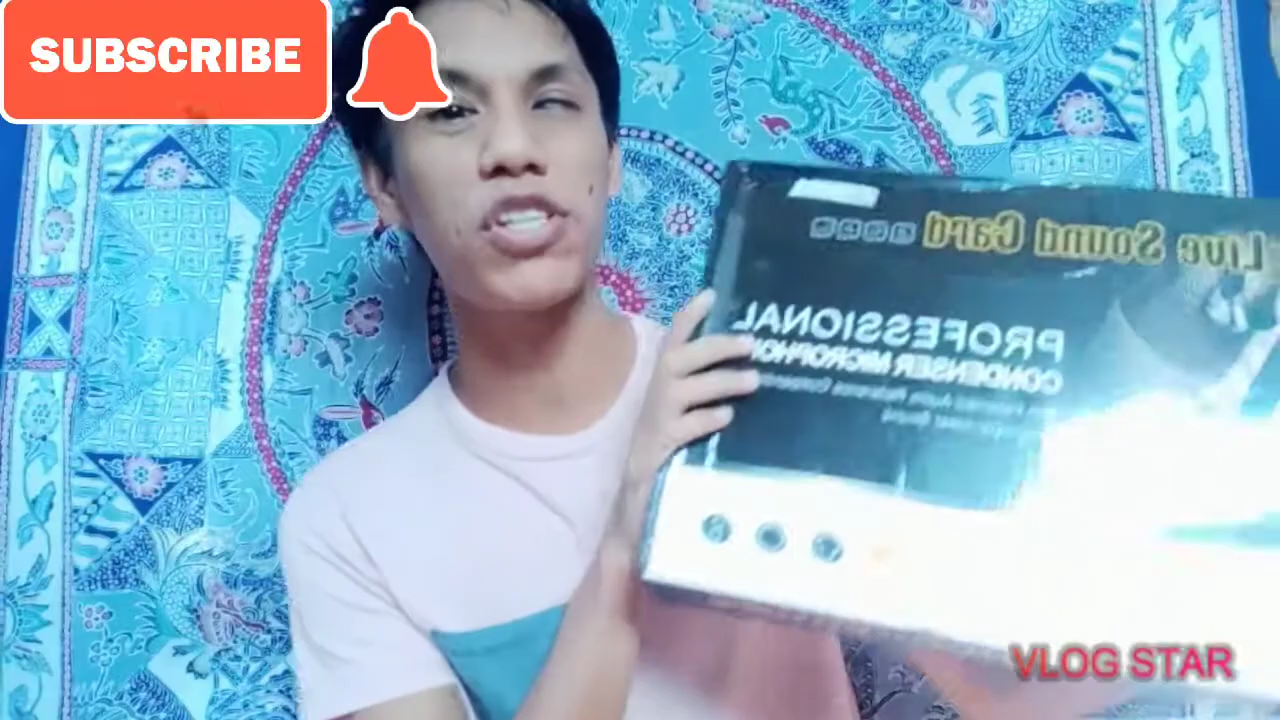 SUBSCRIBE
Live Sound Card
PROFESSIONAL
CONDENSER MICROPHONE
VLOG STAR